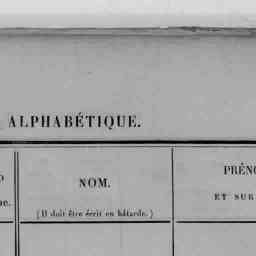 ALPHABÉTIQUE.
NOM.
(Il doit être écrit en bâtarde.)
ET SUR